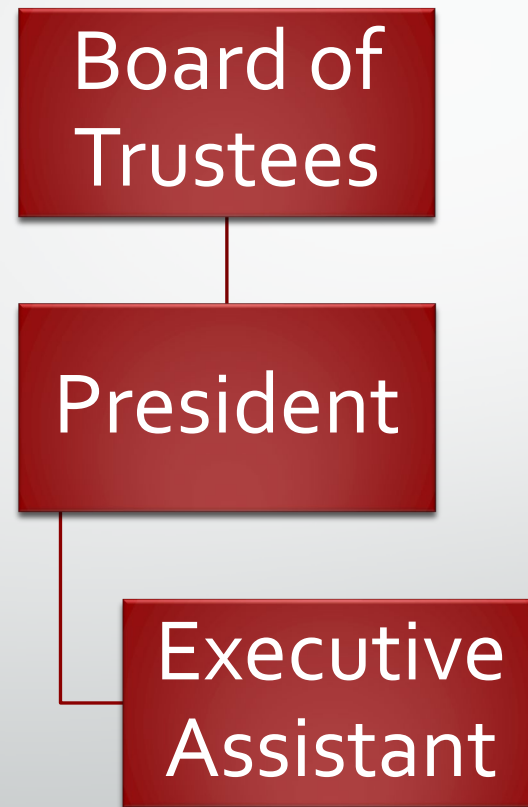 Board of
Trustees
President
Executive
Assistant